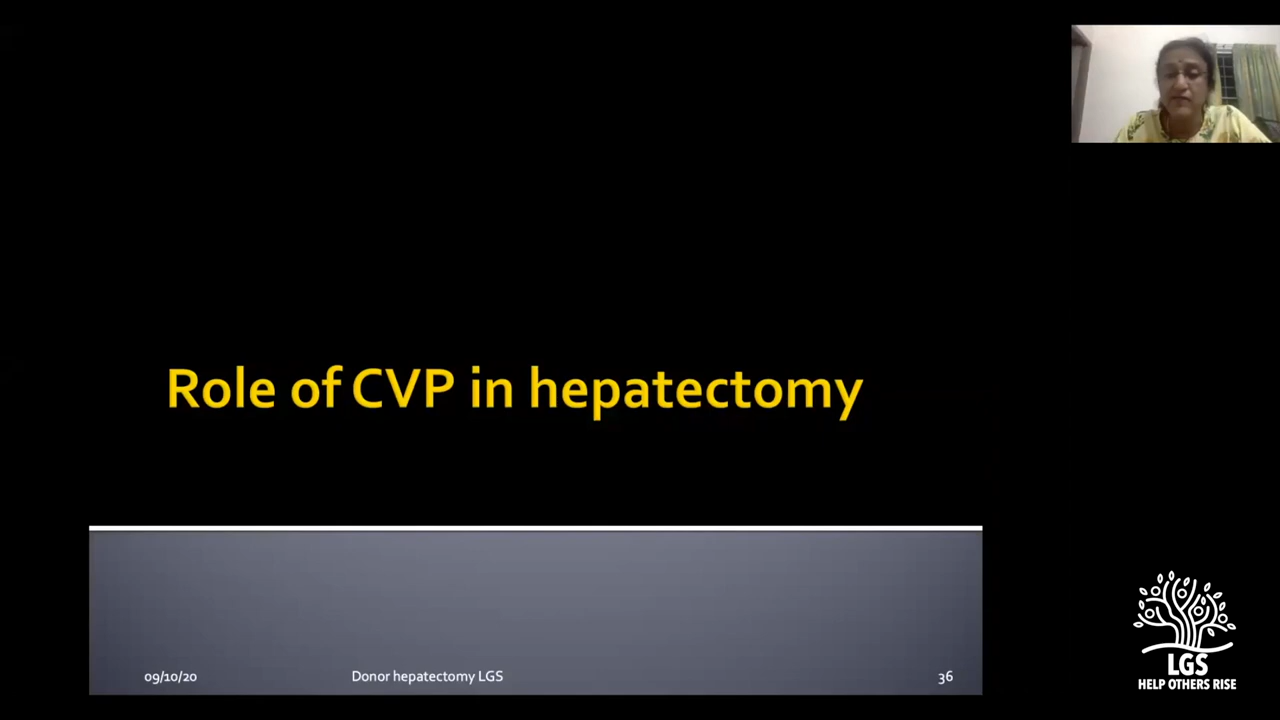 Role of CVP in hepatectomy
09/10/20 Donor hepatectomy LGS 36
LGS
HELP OTHERS RISE